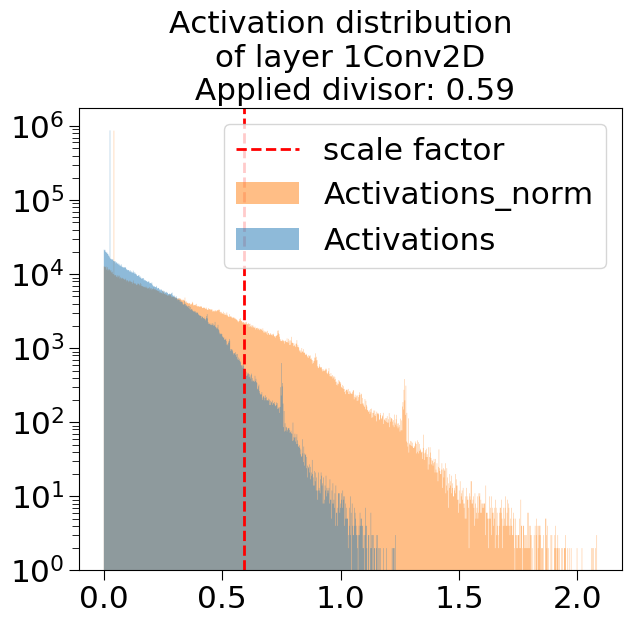 Activation distribution
of layer 1Conv2D
Applied divisor: 0.59
scale factor
Activations_norm
Activations
10^6
10^5
10^4
10^3
10^2
10^1
10^0
0.0 0.5 1.0 1.5 2.0